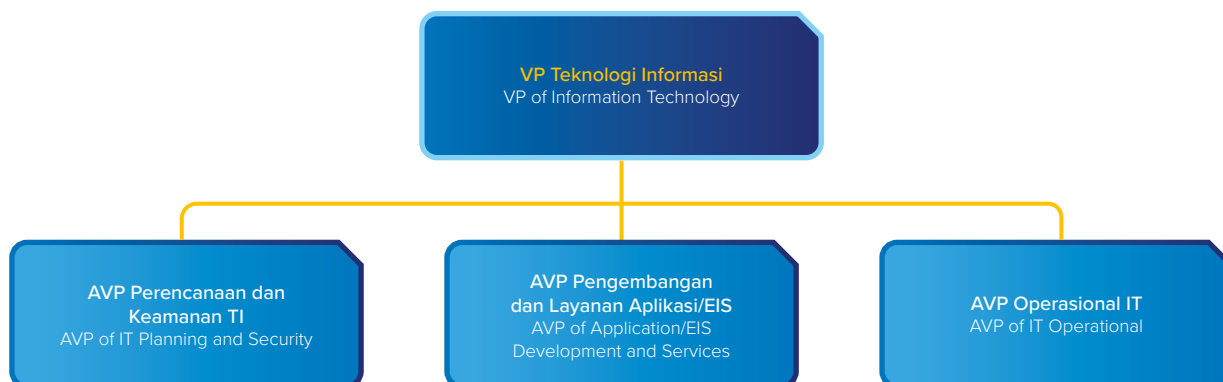 VP Teknologi Informasi
VP of Information Technology
AVP Perencanaan dan
Keamanan TI
AVP of IT Planning and Security
AVP Pengembangan
dan Layanan Aplikasi/EIS
AVP of Application/EIS
Development and Services
AVP Operasional IT
AVP of IT Operational